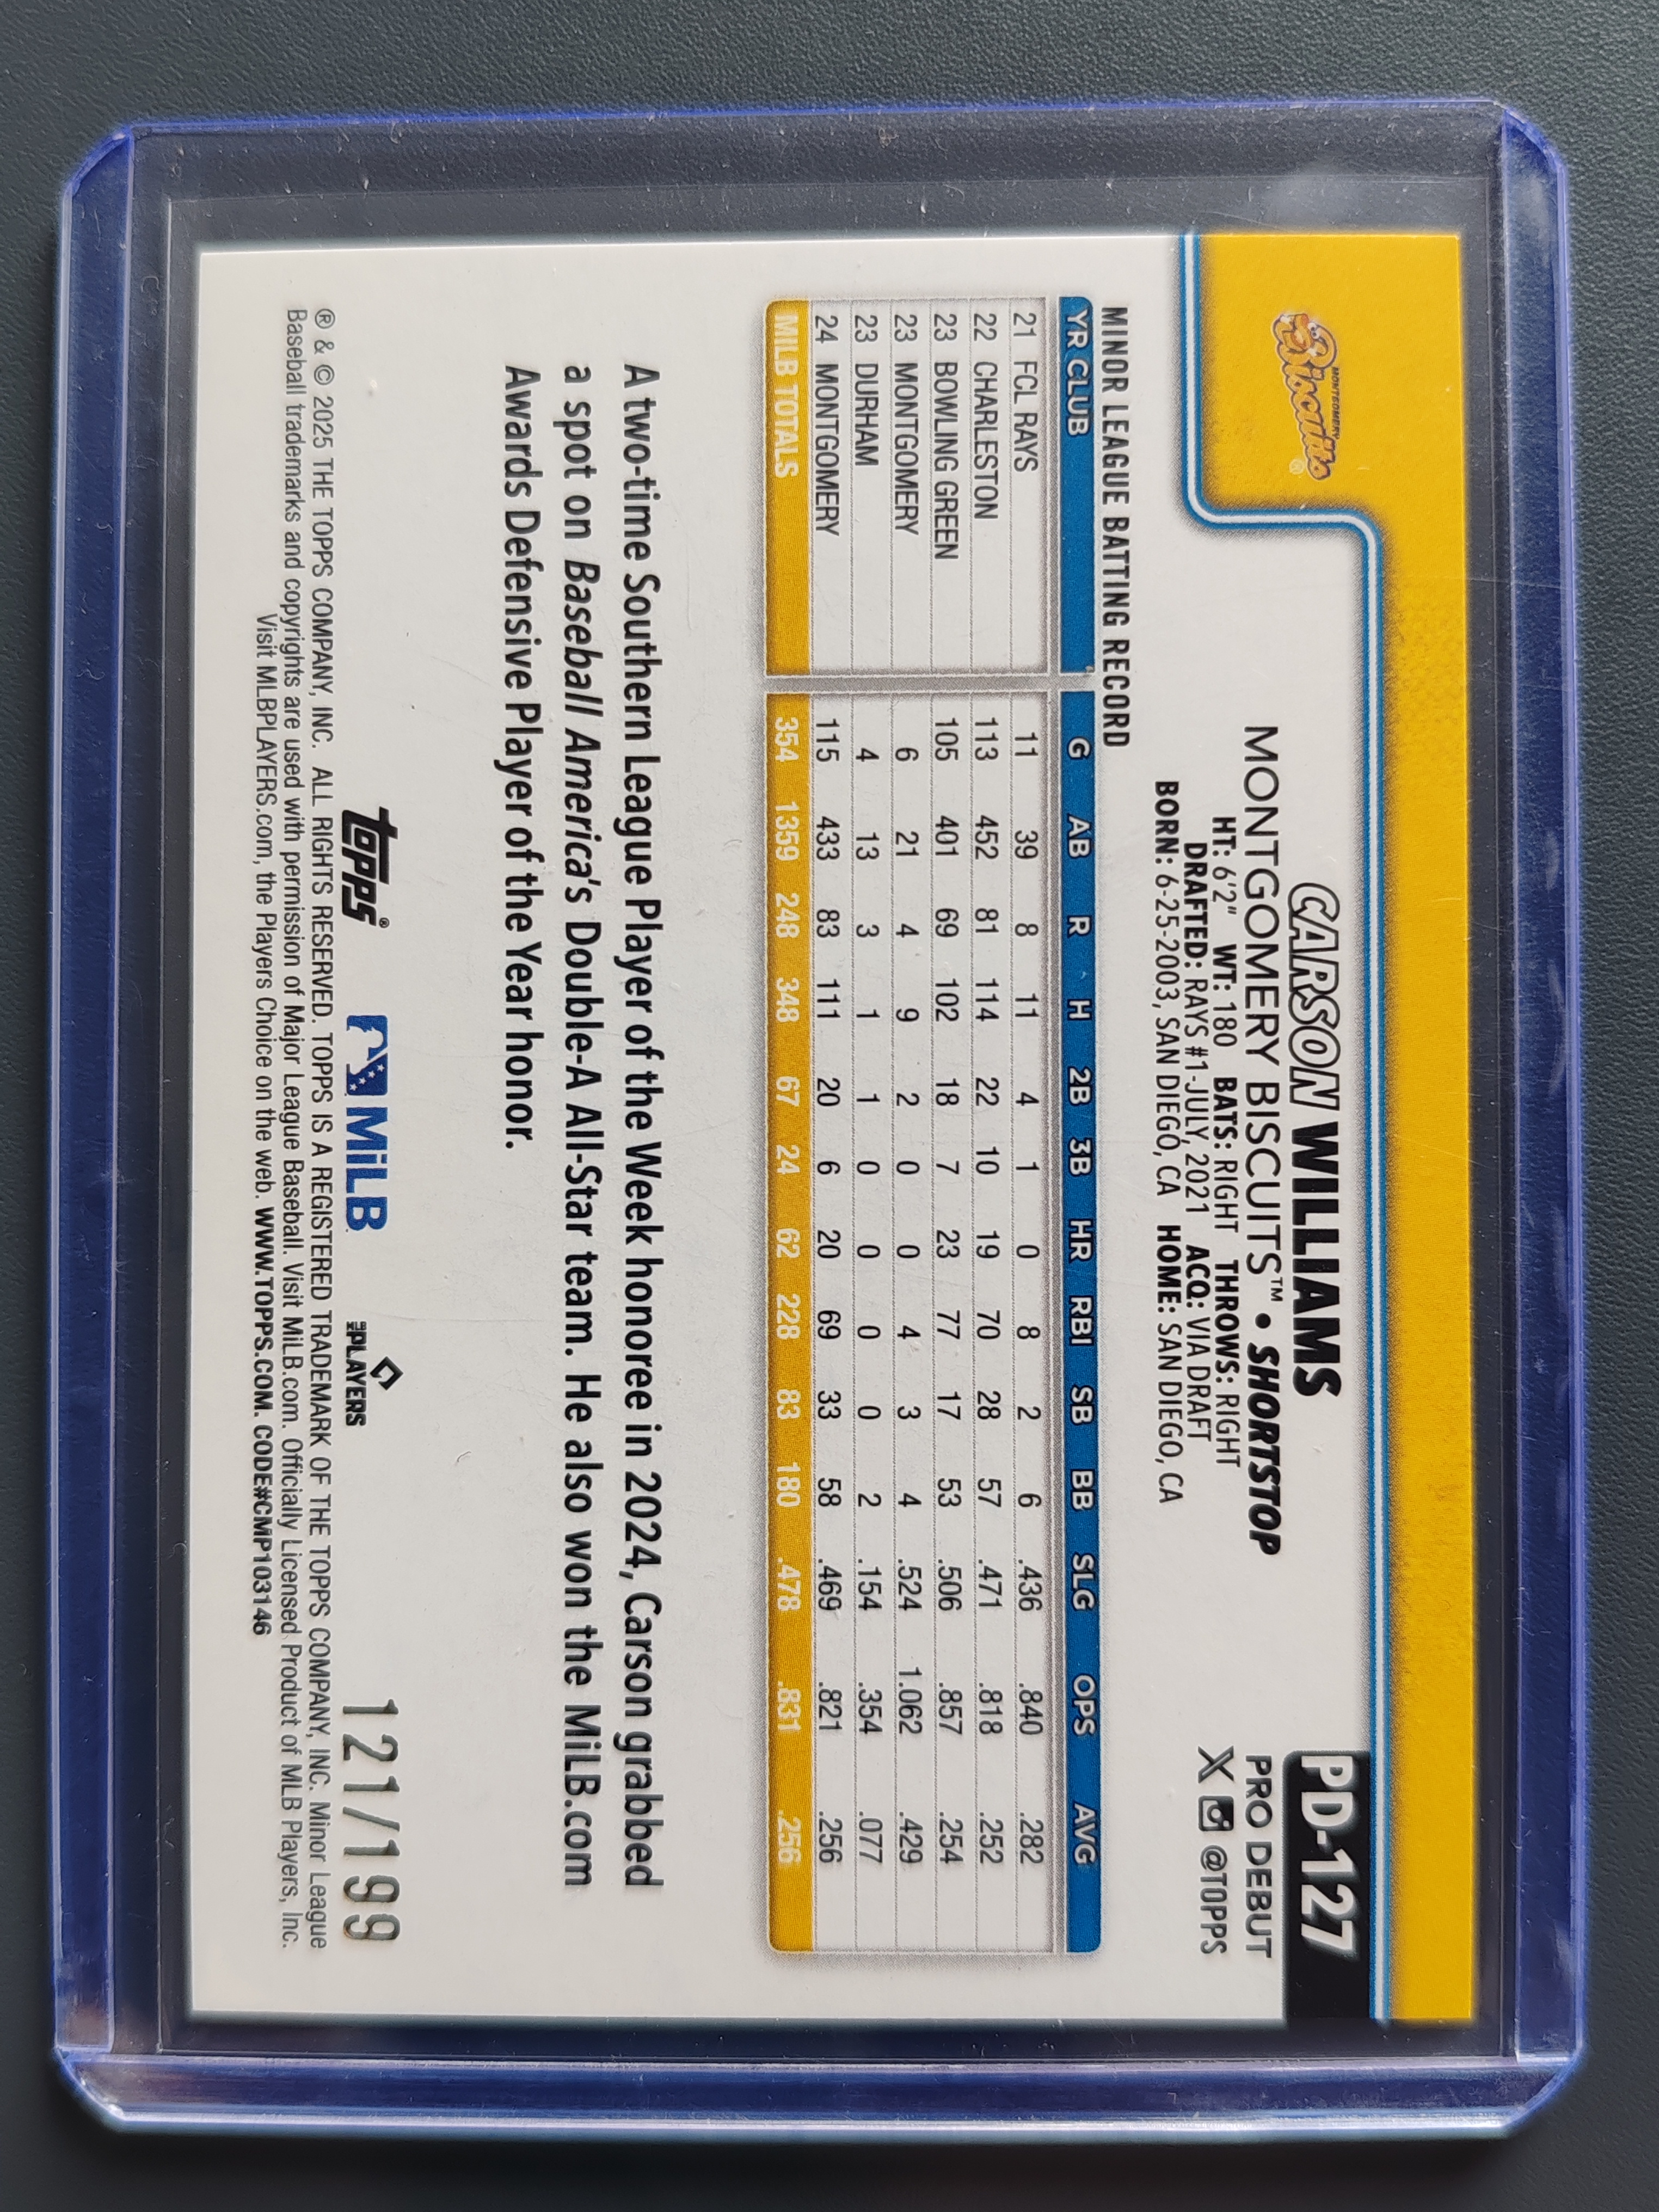 MONTGOMERY
Biscuits®
CARSON WILLIAMS
MONTGOMERY BISCUITS™ • SHORTSTOP
HT: 6'2" WT: 180 BATS: RIGHT THROWS: RIGHT
DRAFTED: RAYS #1-JULY, 2021 ACQ: VIA DRAFT
BORN: 6-25-2003, SAN DIEGO, CA HOME: SAN DIEGO, CA
PD-127
PRO DEBUT
X @TOPPS
MINOR LEAGUE BATTING RECORD
YR CLUB G AB R H 2B 3B HR RBI SB BB SLG OPS AVG
21 FCL RAYS 11 39 8 11 4 1 0 8 2 6 .436 .840 .282
22 CHARLESTON 113 452 81 114 22 10 19 70 28 57 .471 .818 .252
23 BOWLING GREEN 105 401 69 102 18 7 23 77 17 53 .506 .857 .254
23 MONTGOMERY 6 21 4 9 2 0 0 4 3 4 .524 1.062 .429
23 DURHAM 4 13 3 1 1 0 0 0 0 2 .154 .354 .077
24 MONTGOMERY 115 433 83 111 20 6 20 69 33 58 .469 .821 .256
MILB TOTALS 354 1359 248 348 67 24 62 228 83 180 .478 .831 .256
A two-time Southern League Player of the Week honoree in 2024, Carson grabbed
a spot on Baseball America's Double-A All-Star team. He also won the MiLB.com
Awards Defensive Player of the Year honor.
topps® MiLB PLAYERS 121/199
® & © 2025 THE TOPPS COMPANY, INC. ALL RIGHTS RESERVED. TOPPS IS A REGISTERED TRADEMARK OF THE TOPPS COMPANY, INC. Minor League
Baseball trademarks and copyrights are used with permission of Major League Baseball. Visit MiLB.com. Officially Licensed Product of MLB Players, Inc.
Visit MLBPLAYERS.com, the Players Choice on the web. WWW.TOPPS.COM. CODE#CMP103146